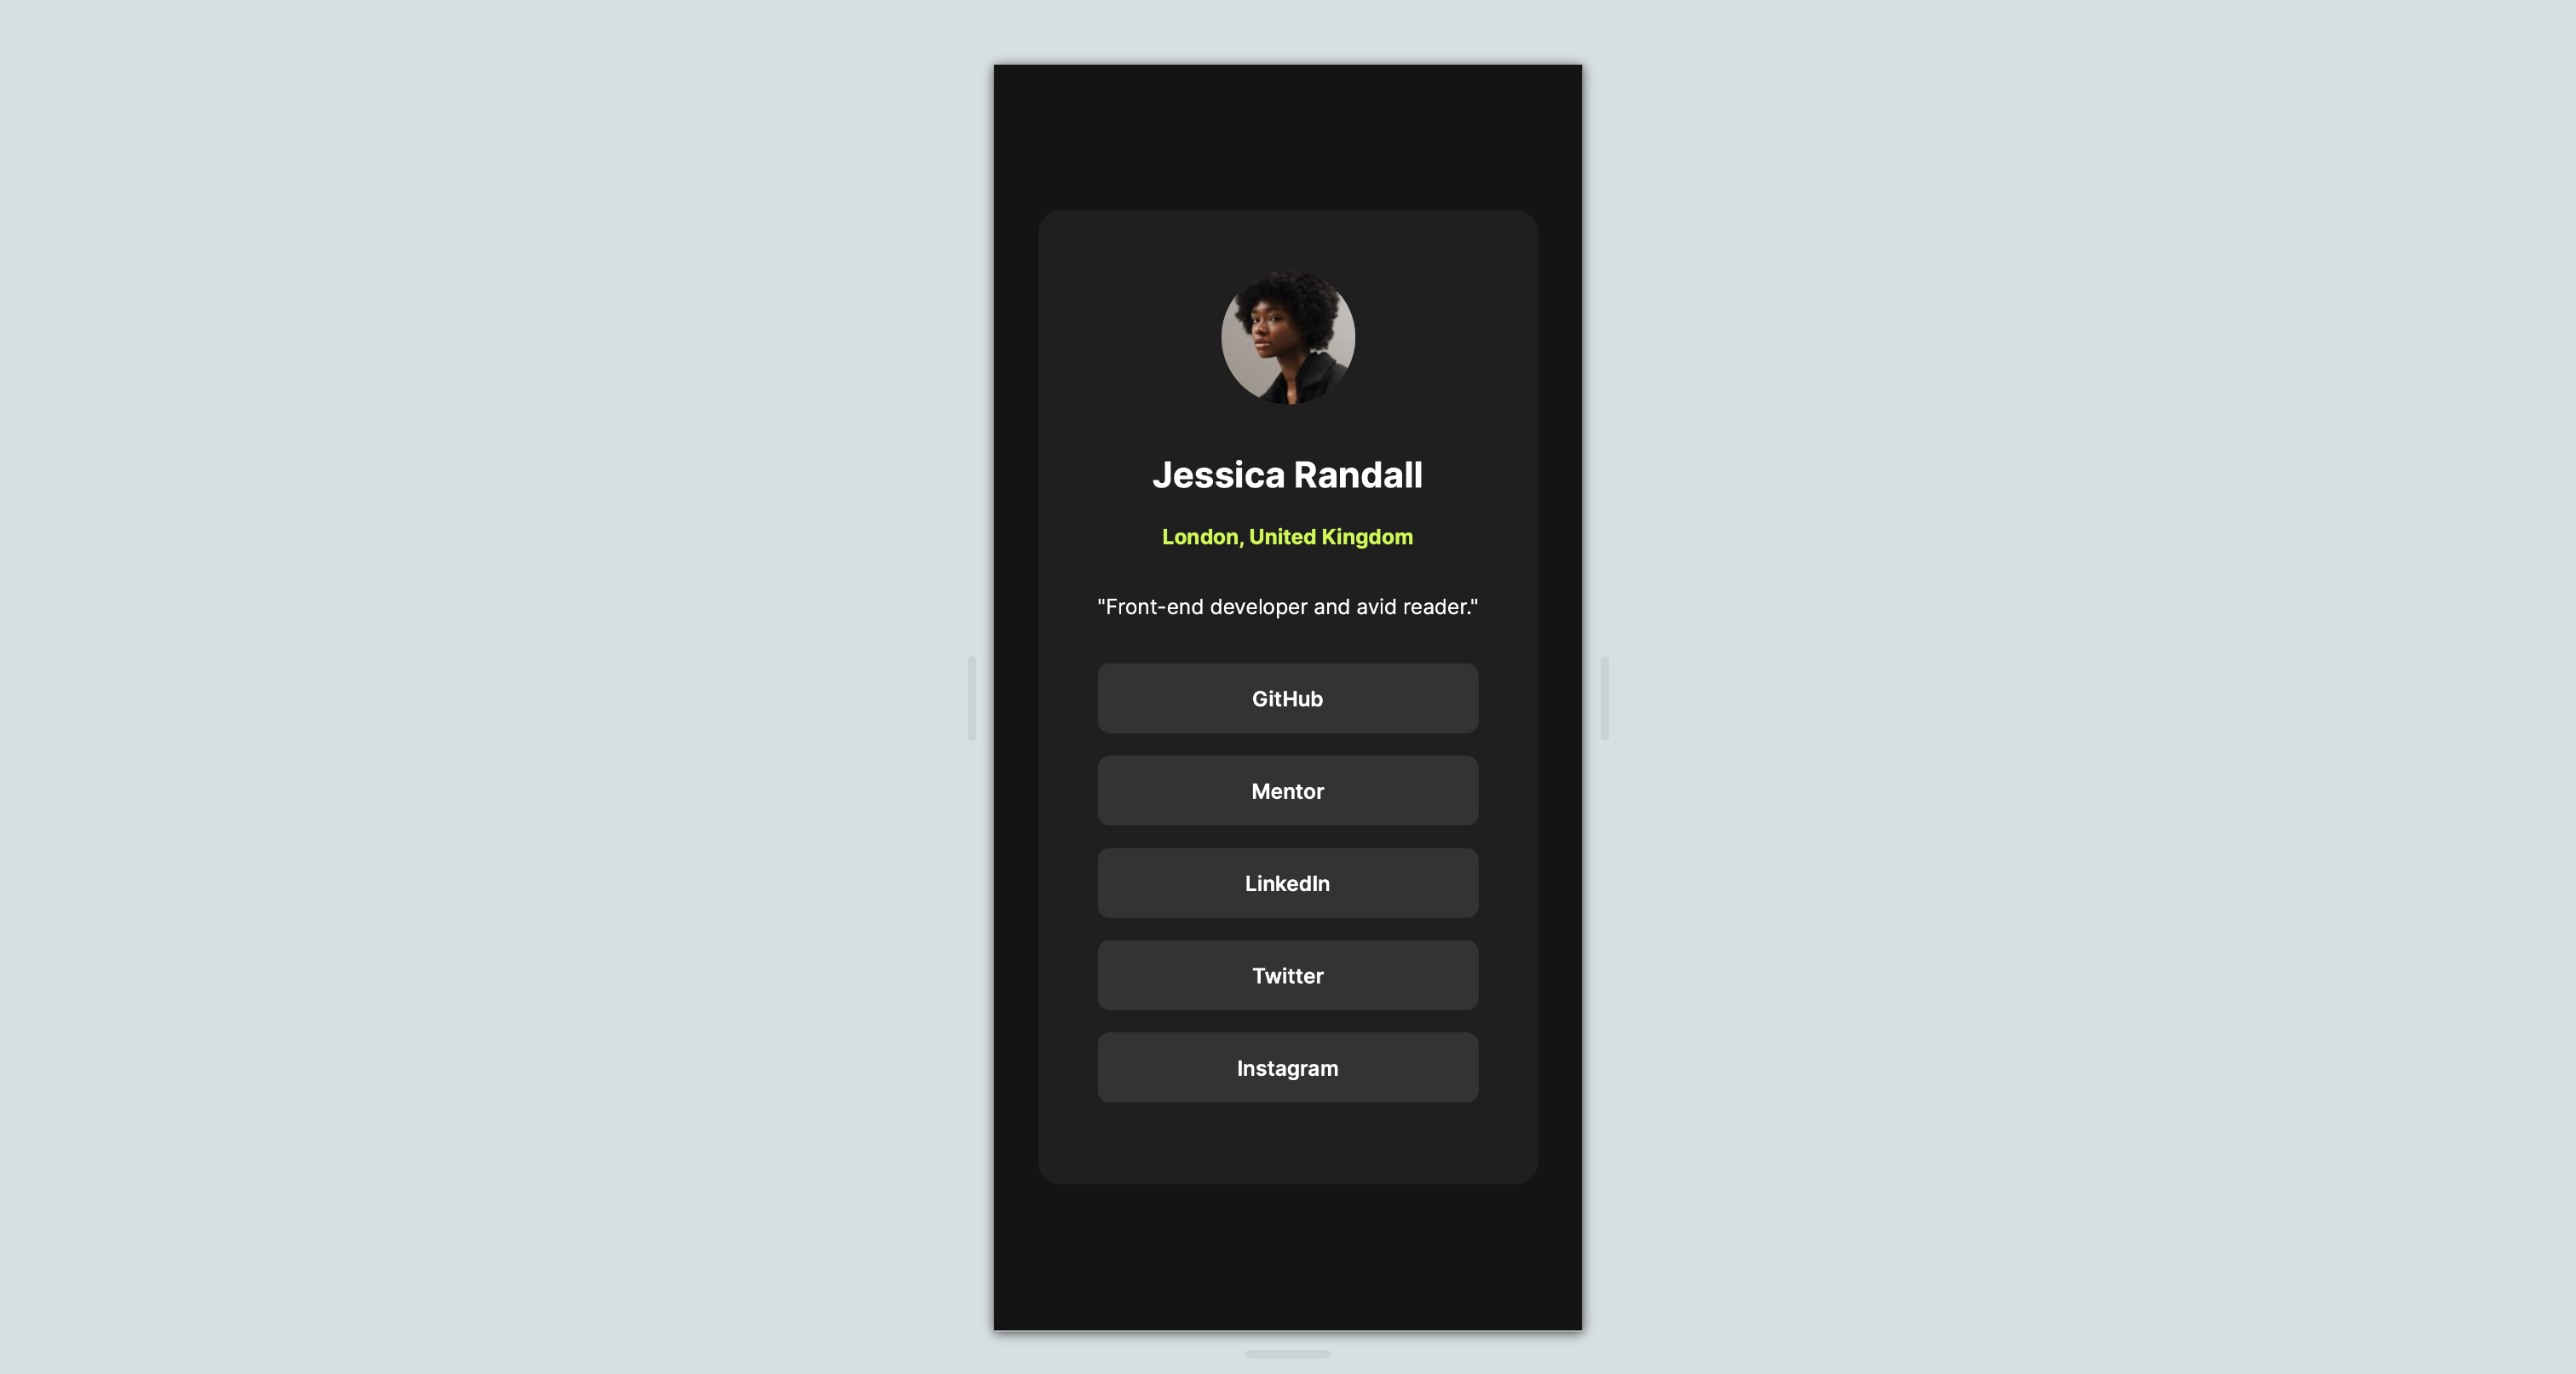 Jessica Randall
London, United Kingdom
"Front-end developer and avid reader."
GitHub
Mentor
LinkedIn
Twitter
Instagram